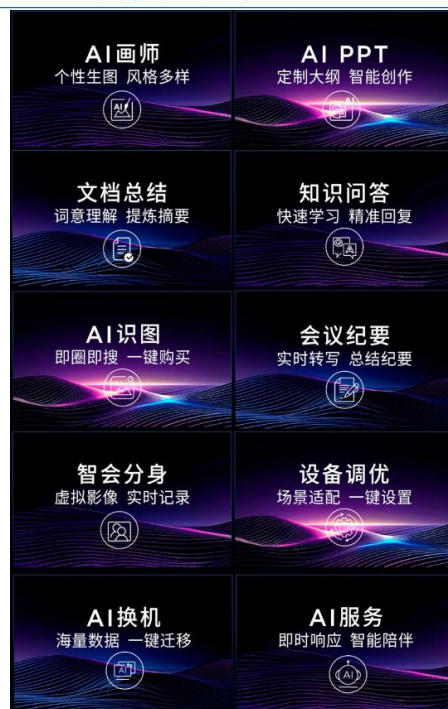 AI画师
个性生图 风格多样
AI
AI PPT
定制大纲 智能创作
AI
文档总结
词意理解 提炼摘要
知识问答
快速学习 精准回复
AI识图
即圈即搜 一键购买
会议纪要
实时转写 总结纪要
智会分身
虚拟影像 实时记录
设备调优
场景适配 一键设置
AI换机
海量数据 一键迁移
AI
AI服务
即时响应 智能陪伴
AI